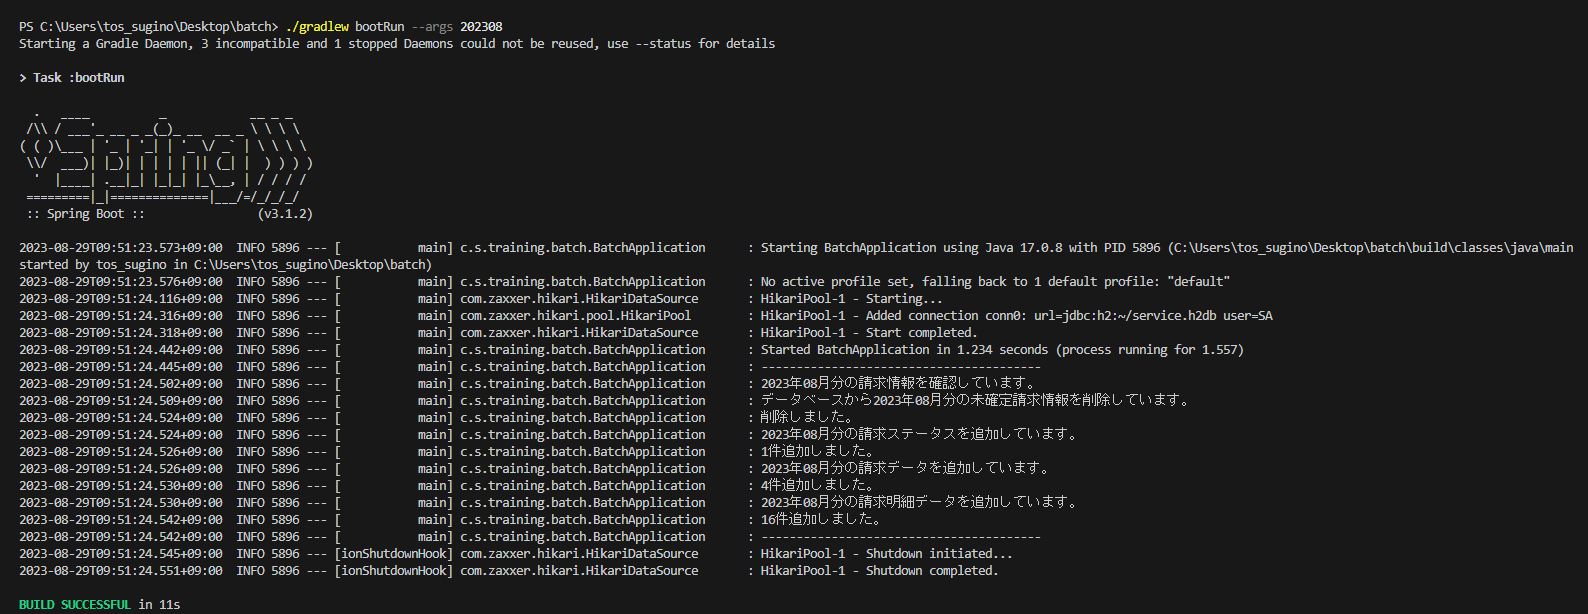 PS C:\Users\tos_sugino\Desktop\batch> ./gradlew bootRun --args 202308
Starting a Gradle Daemon, 3 incompatible and 1 stopped Daemons could not be reused, use --status for details
> Task :bootRun
  .   ____          _            __ _ _
 /\\ / ___'_ __ _ _(_)_ __  __ _ \ \ \ \
( ( )\___ | '_ | '_| | '_ \/ _` | \ \ \ \
 \\/  ___)| |_)| | | | | || (_| |  ) ) ) )
  '  |____| .__|_| |_|_| |_\__, | / / / /
 =========|_|==============|___/=/_/_/_/
 :: Spring Boot ::                (v3.1.2)
2023-08-29T09:51:23.573+09:00  INFO 5896 --- [           main] c.s.training.batch.BatchApplication      : Starting BatchApplication using Java 17.0.8 with PID 5896 (C:\Users\tos_sugino\Desktop\batch\build\classes\java\main
started by tos_sugino in C:\Users\tos_sugino\Desktop\batch)
2023-08-29T09:51:23.576+09:00  INFO 5896 --- [           main] c.s.training.batch.BatchApplication      : No active profile set, falling back to 1 default profile: "default"
2023-08-29T09:51:24.116+09:00  INFO 5896 --- [           main] com.zaxxer.hikari.HikariDataSource       : HikariPool-1 - Starting...
2023-08-29T09:51:24.316+09:00  INFO 5896 --- [           main] com.zaxxer.hikari.pool.HikariPool        : HikariPool-1 - Added connection conn0: url=jdbc:h2:~/service.h2db user=SA
2023-08-29T09:51:24.318+09:00  INFO 5896 --- [           main] com.zaxxer.hikari.HikariDataSource       : HikariPool-1 - Start completed.
2023-08-29T09:51:24.442+09:00  INFO 5896 --- [           main] c.s.training.batch.BatchApplication      : Started BatchApplication in 1.234 seconds (process running for 1.557)
2023-08-29T09:51:24.445+09:00  INFO 5896 --- [           main] c.s.training.batch.BatchApplication      : ----------------------------------------
2023-08-29T09:51:24.502+09:00  INFO 5896 --- [           main] c.s.training.batch.BatchApplication      : 2023年08月分の請求情報を確認しています。
2023-08-29T09:51:24.509+09:00  INFO 5896 --- [           main] c.s.training.batch.BatchApplication      : データベースから2023年08月分の未確定請求情報を削除しています。
2023-08-29T09:51:24.524+09:00  INFO 5896 --- [           main] c.s.training.batch.BatchApplication      : 削除しました。
2023-08-29T09:51:24.524+09:00  INFO 5896 --- [           main] c.s.training.batch.BatchApplication      : 2023年08月分の請求ステータスを追加しています。
2023-08-29T09:51:24.526+09:00  INFO 5896 --- [           main] c.s.training.batch.BatchApplication      : 1件追加しました。
2023-08-29T09:51:24.526+09:00  INFO 5896 --- [           main] c.s.training.batch.BatchApplication      : 2023年08月分の請求データを追加しています。
2023-08-29T09:51:24.530+09:00  INFO 5896 --- [           main] c.s.training.batch.BatchApplication      : 4件追加しました。
2023-08-29T09:51:24.530+09:00  INFO 5896 --- [           main] c.s.training.batch.BatchApplication      : 2023年08月分の請求明細データを追加しています。
2023-08-29T09:51:24.542+09:00  INFO 5896 --- [           main] c.s.training.batch.BatchApplication      : 16件追加しました。
2023-08-29T09:51:24.542+09:00  INFO 5896 --- [           main] c.s.training.batch.BatchApplication      : ----------------------------------------
2023-08-29T09:51:24.545+09:00  INFO 5896 --- [ionShutdownHook] com.zaxxer.hikari.HikariDataSource       : HikariPool-1 - Shutdown initiated...
2023-08-29T09:51:24.551+09:00  INFO 5896 --- [ionShutdownHook] com.zaxxer.hikari.HikariDataSource       : HikariPool-1 - Shutdown completed.
BUILD SUCCESSFUL in 11s